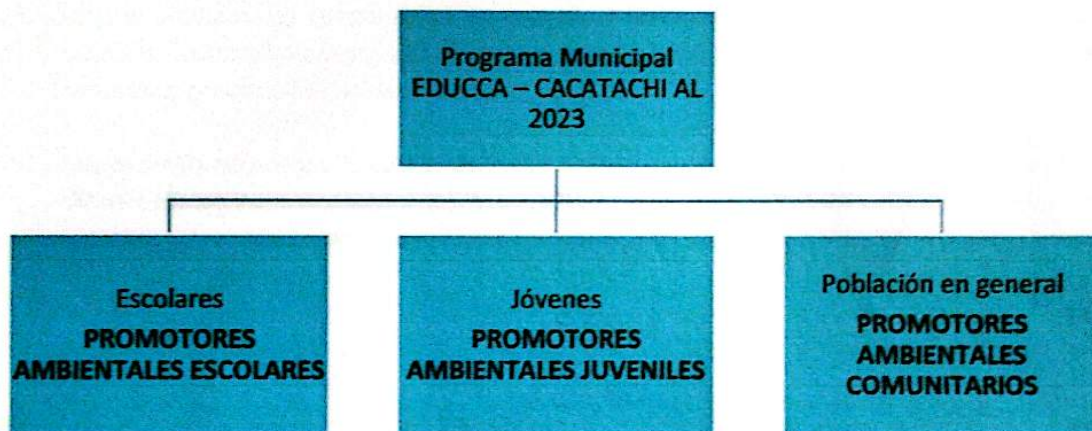 Programa Municipal
EDUCCA – CACATACHI AL
2023
Escolares
PROMOTORES
AMBIENTALES ESCOLARES
Jóvenes
PROMOTORES
AMBIENTALES JUVENILES
Población en general
PROMOTORES
AMBIENTALES
COMUNITARIOS